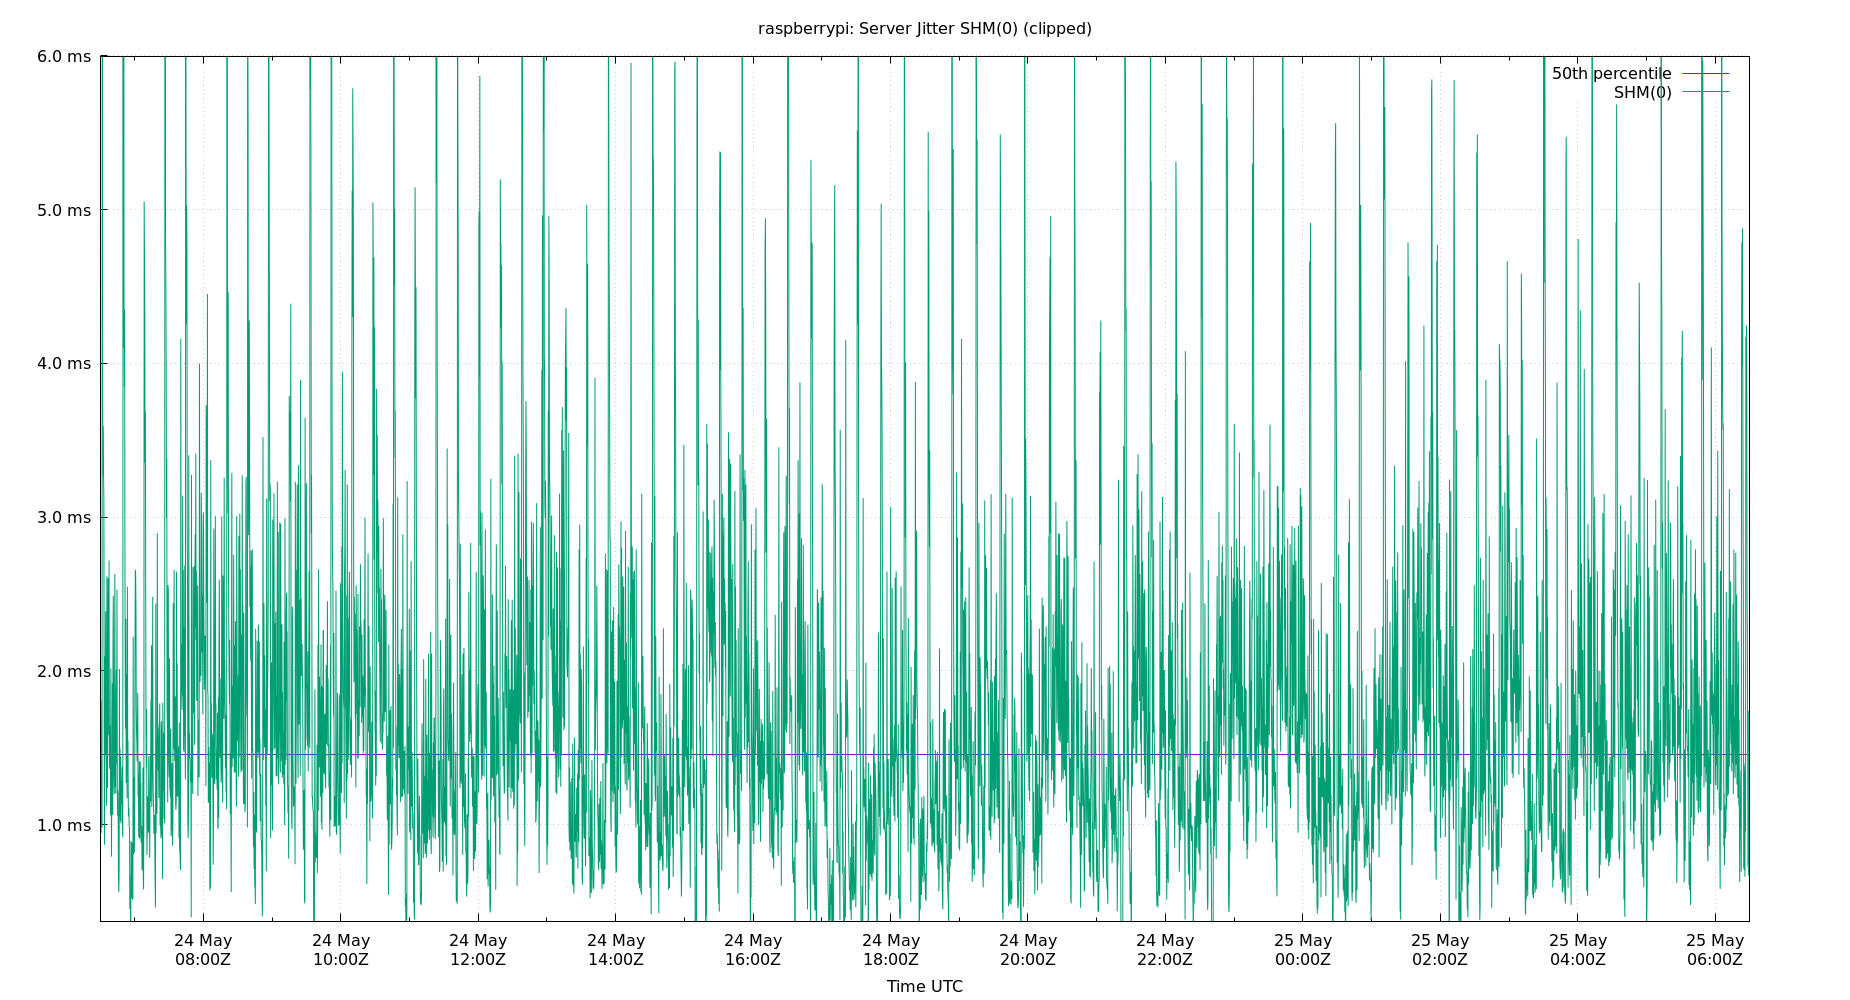 raspberrypi: Server Jitter SHM(0) (clipped)
6.0 ms
50th percentile
SHM(0)
5.0 ms
4.0 ms
3.0 ms
2.0 ms
1.0 ms
24 May 24 May 24 May 24 May 24 May 24 May 24 May 24 May 25 May 25 May 25 May 25 May
08:00Z 10:00Z 12:00Z 14:00Z 16:00Z 18:00Z 20:00Z 22:00Z 00:00Z 02:00Z 04:00Z 06:00Z
Time UTC